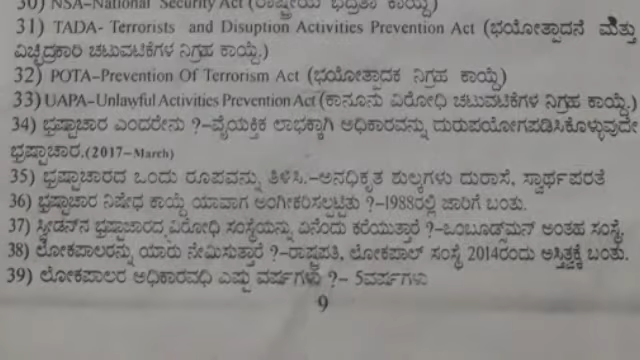 30) NSA-National Security Act (ರಾಷ್ಟ್ರೀಯ ಭದ್ರತಾ ಕಾಯ್ದೆ)
31) TADA- Terrorists and Disuption Activities Prevention Act (ಭಯೋತ್ಪಾದನೆ ಮತ್ತು
ವಿಚ್ಛಿದ್ರಕಾರಿ ಚಟುವಟಿಕೆಗಳ ನಿಗ್ರಹ ಕಾಯ್ದೆ.)
32) POTA-Prevention Of Terrorism Act (ಭಯೋತ್ಪಾದಕ ನಿಗ್ರಹ ಕಾಯ್ದೆ)
33) UAPA-Unlawful Activities Prevention Act (ಕಾನೂನು ವಿರೋಧಿ ಚಟುವಟಿಕೆಗಳ ನಿಗ್ರಹ ಕಾಯ್ದೆ.)
34) ಭ್ರಷ್ಟಾಚಾರ ಎಂದರೇನು ?-ವೈಯಕ್ತಿಕ ಲಾಭಕ್ಕಾಗಿ ಅಧಿಕಾರವನ್ನು ದುರುಪಯೋಗಪಡಿಸಿಕೊಳ್ಳುವುದೇ
ಭ್ರಷ್ಟಾಚಾರ.(2017-March)
35) ಭ್ರಷ್ಟಾಚಾರದ ಒಂದು ರೂಪವನ್ನು ತಿಳಿಸಿ.-ಅನಧಿಕೃತ ಶುಲ್ಕಗಳು ದುರಾಸೆ, ಸ್ವಾರ್ಥಪರತೆ
36) ಭ್ರಷ್ಟಾಚಾರ ನಿಷೇಧ ಕಾಯ್ದೆ ಯಾವಾಗ ಅಂಗೀಕರಿಸಲ್ಪಟ್ಟಿತು ?-1988ರಲ್ಲಿ ಜಾರಿಗೆ ಬಂತು.
37) ಸ್ವೀಡನ್‌ನ ಭ್ರಷ್ಟಾಚಾರದ ವಿರೋಧಿ ಸಂಸ್ಥೆಯನ್ನು ಏನೆಂದು ಕರೆಯುತ್ತಾರೆ ?-ಒಂಬೂಡ್ಸ್‌ಮನ್ ಅಂತಹ ಸಂಸ್ಥೆ.
38) ಲೋಕಪಾಲರನ್ನು ಯಾರು ನೇಮಿಸುತ್ತಾರೆ ?-ರಾಷ್ಟ್ರಪತಿ, ಲೋಕಪಾಲ್ ಸಂಸ್ಥೆ 2014ರಂದು ಅಸ್ತಿತ್ವಕ್ಕೆ ಬಂತು.
39) ಲೋಕಪಾಲರ ಅಧಿಕಾರವಧಿ ಎಷ್ಟು ವರ್ಷಗಳು ?- 5ವರ್ಷಗಳು
9